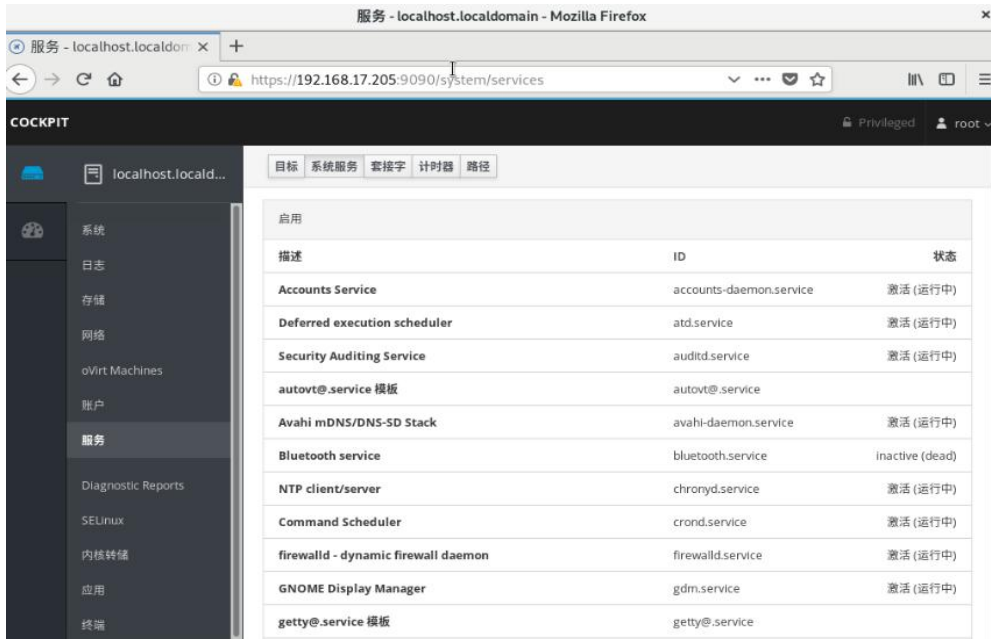 服务 - localhost.localdomain - Mozilla Firefox
服务 - localhost.localdom
https://192.168.17.205:9090/system/services
COCKPIT Privileged root
localhost.locald...
目标 系统服务 套接字 计时器 路径
系统
日志
存储
网络
oVirt Machines
账户
服务
Diagnostic Reports
SELinux
内核转储
应用
终端
启用
描述 ID 状态
Accounts Service accounts-daemon.service 激活 (运行中)
Deferred execution scheduler atd.service 激活 (运行中)
Security Auditing Service auditd.service 激活 (运行中)
autovt@.service 模板 autovt@.service
Avahi mDNS/DNS-SD Stack avahi-daemon.service 激活 (运行中)
Bluetooth service bluetooth.service inactive (dead)
NTP client/server chronyd.service 激活 (运行中)
Command Scheduler crond.service 激活 (运行中)
firewalld - dynamic firewall daemon firewalld.service 激活 (运行中)
GNOME Display Manager gdm.service 激活 (运行中)
getty@.service 模板 getty@.service